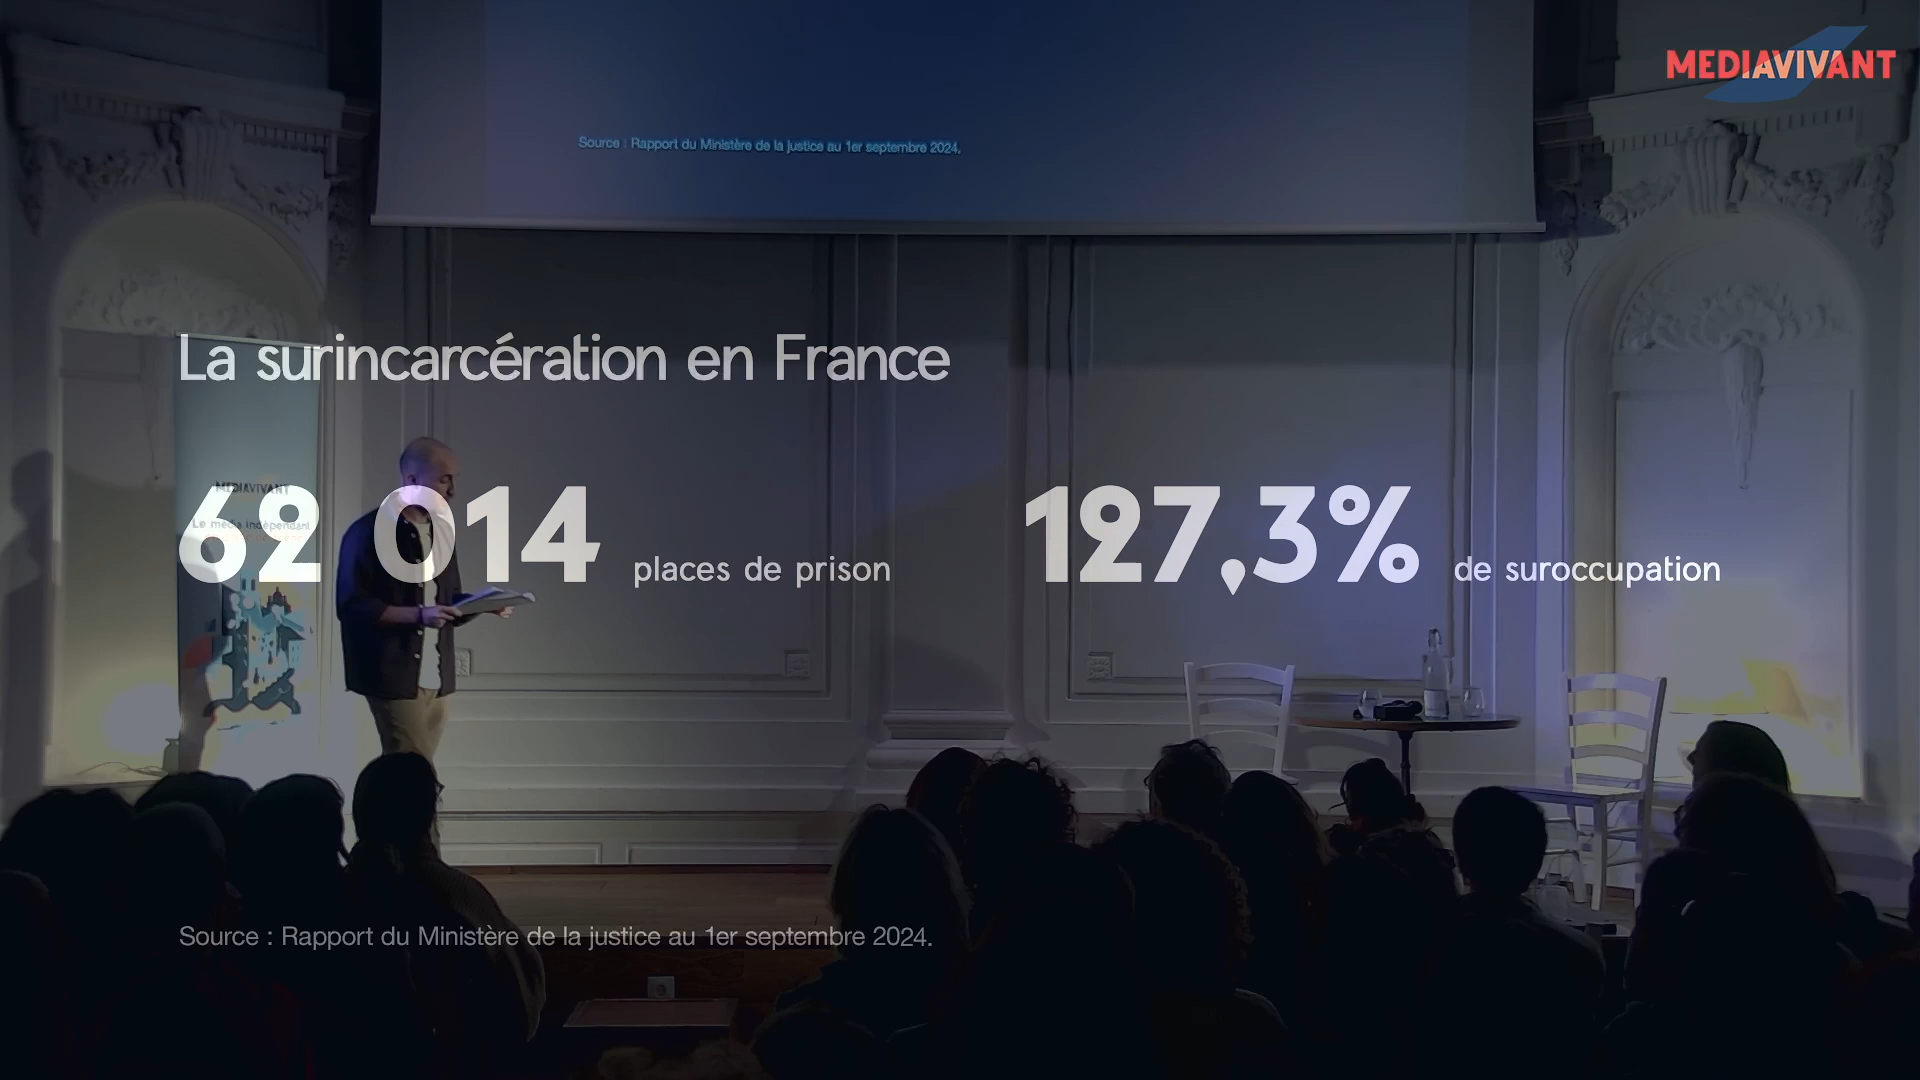 MEDIAVIVANT
Source : Rapport du Ministère de la justice au 1er septembre 2024.
La surincarcération en France
MEDIAVIVANT
Le média indépendant
62 014 places de prison
127,3% de suroccupation
Source : Rapport du Ministère de la justice au 1er septembre 2024.